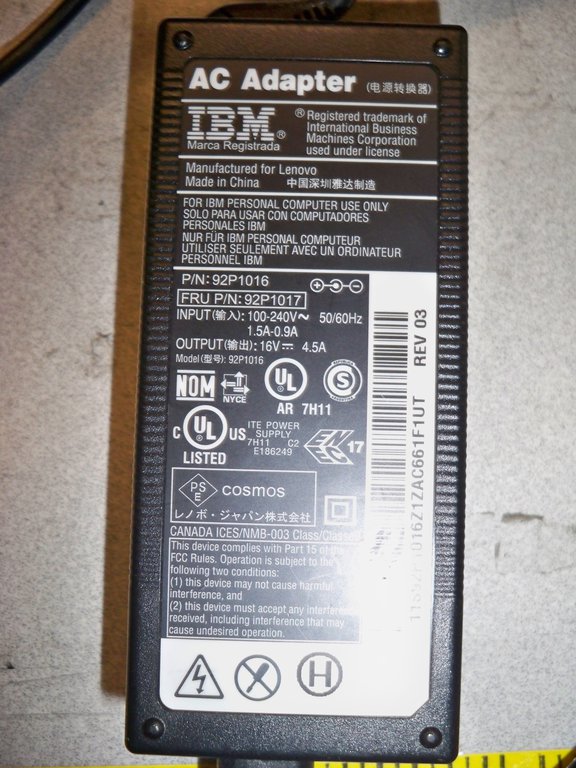 AC Adapter (电源转换器)
IBM®
Marca Registrada
® Registered trademark of
International Business
Machines Corporation
used under license
Manufactured for Lenovo
Made in China 中国深圳雅达制造
FOR IBM PERSONAL COMPUTER USE ONLY
SOLO PARA USAR CON COMPUTADORES
PERSONALES IBM
NUR FÜR IBM PERSONAL COMPUTEUR
UTILISER SEULEMENT AVEC UN ORDINATEUR
PERSONNEL IBM
P/N: 92P1016
FRU P/N: 92P1017
INPUT(输入): 100-240V~ 50/60Hz
1.5A-0.9A
OUTPUT(输出): 16V⎓ 4.5A
Model(型号): 92P1016
NOM
NYCE
UL
AR 7H11
S
C UL US
LISTED
ITE POWER
SUPPLY
7H11 C2
E186249
17
PS
E
cosmos
レノボ・ジャパン株式会社
CANADA ICES/NMB-003 Class/Classe
This device complies with Part 15 of the
FCC Rules. Operation is subject to the
following two conditions:
(1) this device may not cause harmful
interference, and
(2) this device must accept any interference
received, including interference that may
cause undesired operation.
H
016Z1ZAC661F1UT REV 03